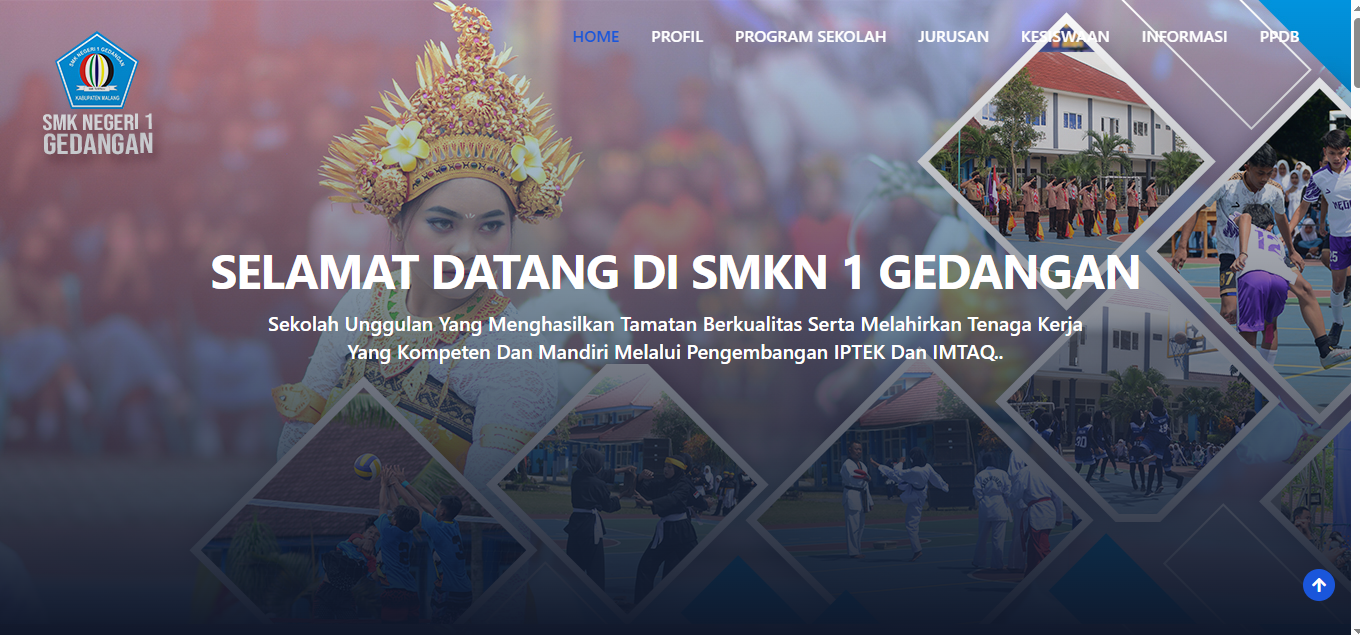 HOME PROFIL PROGRAM SEKOLAH JURUSAN KESISWAAN INFORMASI PPDB
SMK NEGERI 1 GEDANGAN
KABUPATEN MALANG
SMK NEGERI 1
GEDANGAN
SELAMAT DATANG DI SMKN 1 GEDANGAN
Sekolah Unggulan Yang Menghasilkan Tamatan Berkualitas Serta Melahirkan Tenaga Kerja
Yang Kompeten Dan Mandiri Melalui Pengembangan IPTEK Dan IMTAQ..